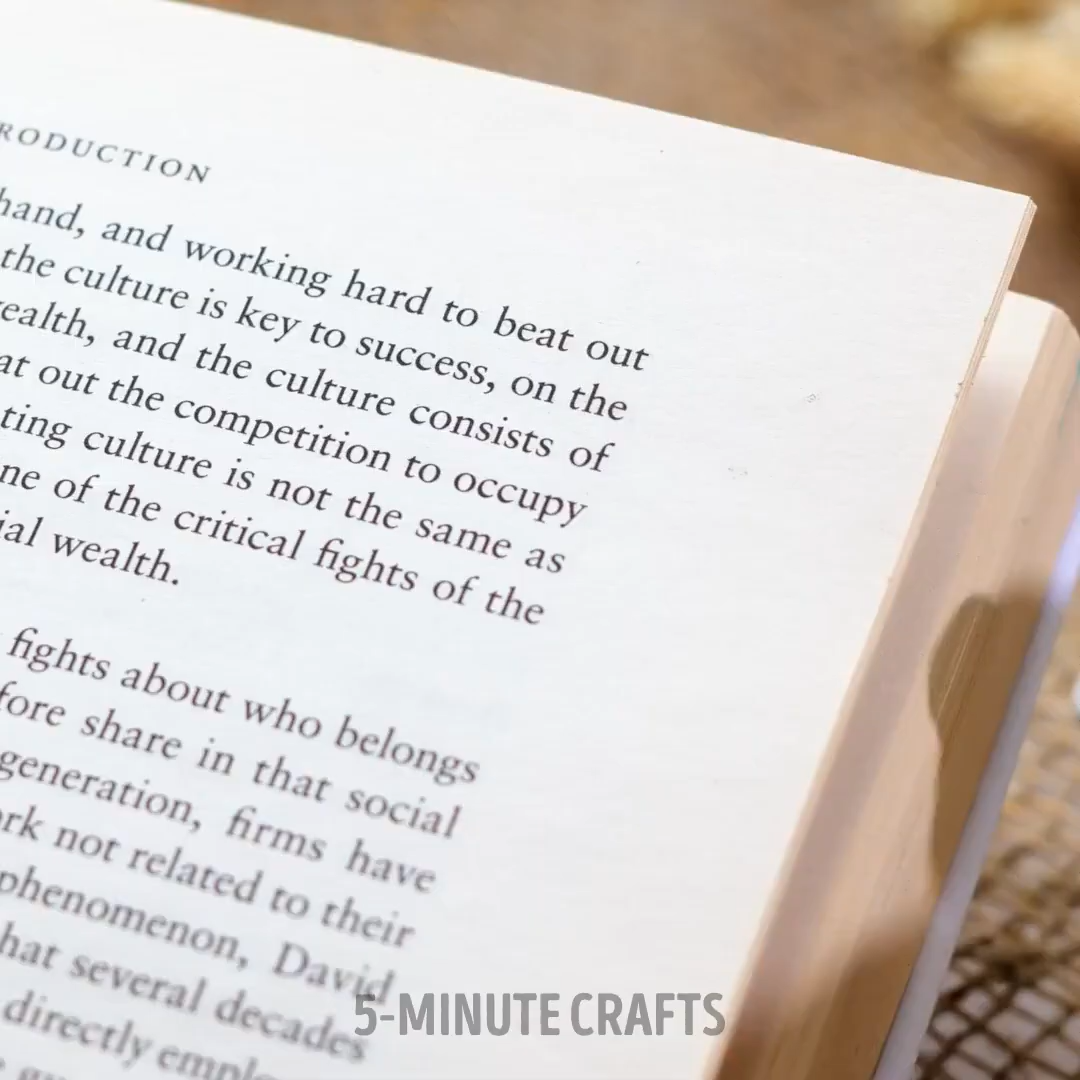 RODUCTION
hand, and working hard to beat out
the culture is key to success, on the
ealth, and the culture consists of
at out the competition to occupy
ting culture is not the same as
ne of the critical fights of the
ial wealth.
fights about who belongs
fore share in that social
generation, firms have
ork not related to their
phenomenon, David
hat several decades
directly emplo
5-MINUTE CRAFTS